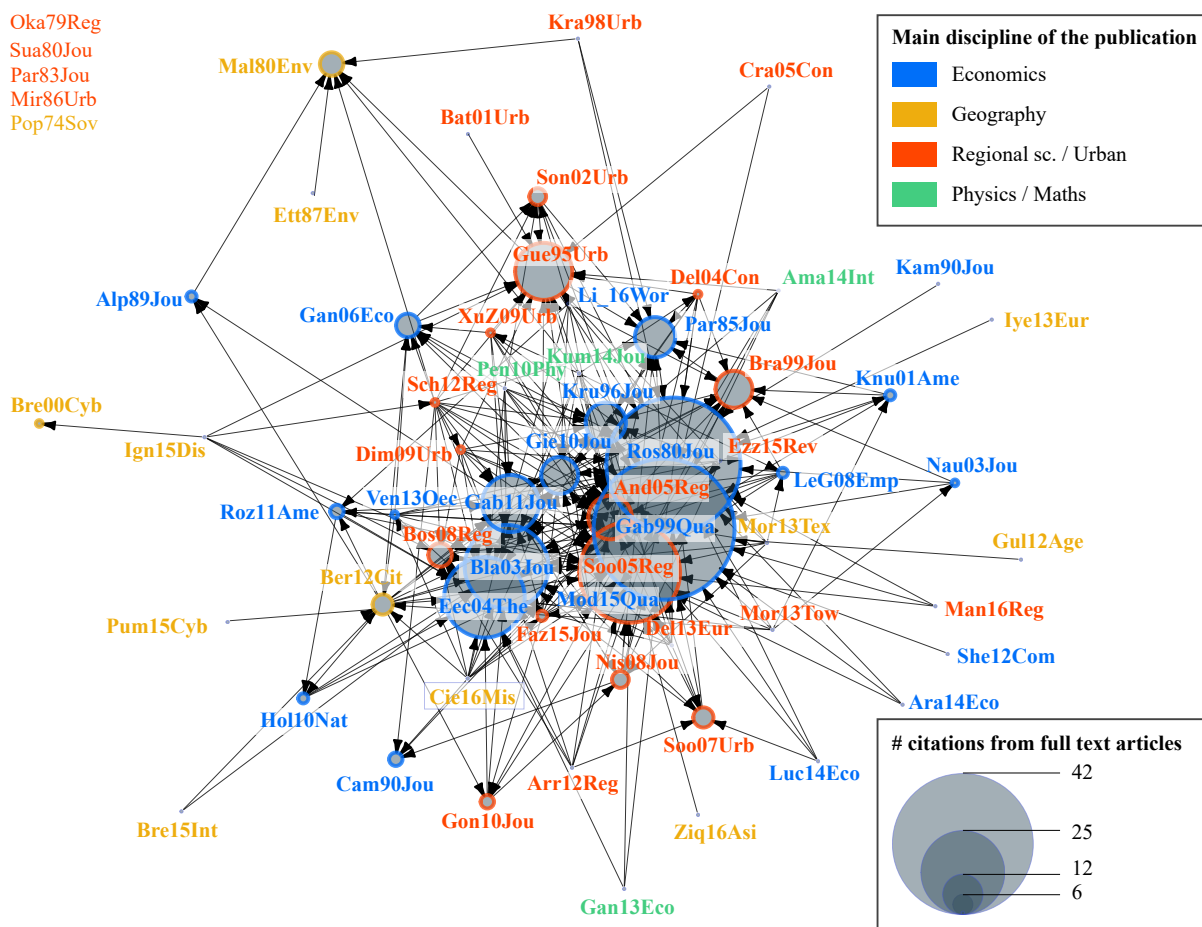 Oka79Reg
Sua80Jou
Par83Jou
Mir86Urb
Pop74Sov
Kra98Urb
Mal80Env
Cra05Con
Bat01Urb
Son02Urb
Ett87Env
Gue95Urb
Alp89Jou
Gan06Eco
Li_16Wor
Del04Con
Ama14Int
Kam90Jou
XuZ09Urb
Par85Jou
Iye13Eur
Pen10Phy
Kum14Jou
Bra99Jou
Knu01Ame
Sch12Reg
Kru96Jou
Bre00Cyb
Ign15Dis
Dim09Urb
Gie10Jou
Ros80Jou
Ezz15Rev
Nau03Jou
LeG08Emp
Roz11Ame
Ven13Oec
Gab11Jou
And05Reg
Bos08Reg
Gab99Qua
Mor13Tex
Gul12Age
Ber12Cit
Bla03Jou
Soo05Reg
Eec04The
Mod15Qua
Pum15Cyb
Faz15Jou
Del13Eur
Mor13Tow
Man16Reg
She12Com
Nis08Jou
Cie16Mis
Hol10Nat
Ara14Eco
Soo07Urb
Cam90Jou
Arr12Reg
Luc14Eco
Gon10Jou
Bre15Int
Ziq16Asi
Gan13Eco
Main discipline of the publication
Economics
Geography
Regional sc. / Urban
Physics / Maths
# citations from full text articles
42
25
12
6